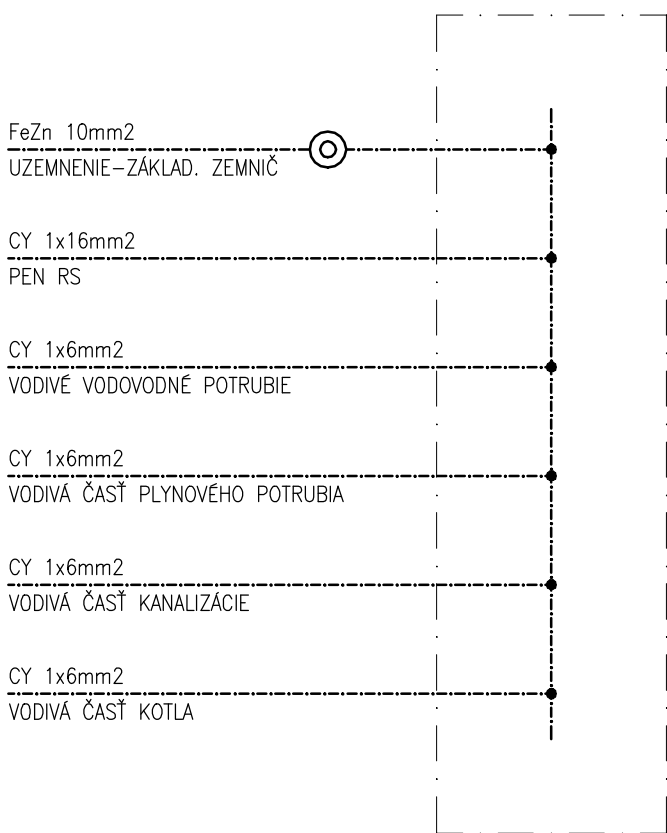 FeZn 10mm2
UZEMNENIE-ZÁKLAD. ZEMNIČ
CY 1x16mm2
PEN RS
CY 1x6mm2
VODIVÉ VODOVODNÉ POTRUBIE
CY 1x6mm2
VODIVÁ ČASŤ PLYNOVÉHO POTRUBIA
CY 1x6mm2
VODIVÁ ČASŤ KANALIZÁCIE
CY 1x6mm2
VODIVÁ ČASŤ KOTLA